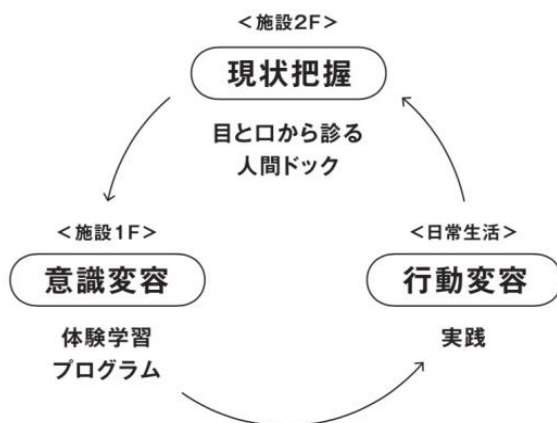 ＜施設2F＞
現状把握
目と口から診る
人間ドック
＜施設1F＞
意識変容
体験学習
プログラム
＜日常生活＞
行動変容
実践